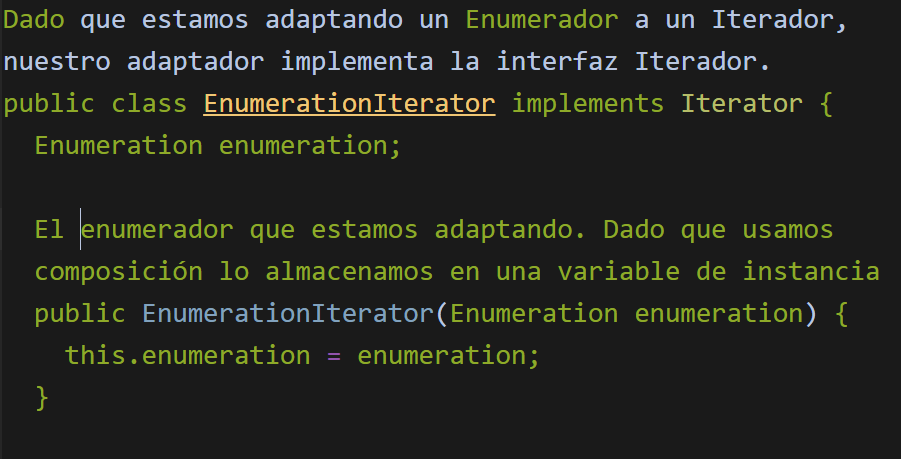 Dado que estamos adaptando un Enumerador a un Iterador,
nuestro adaptador implementa la interfaz Iterador.
public class EnumerationIterator implements Iterator {
  Enumeration enumeration;
  El enumerador que estamos adaptando. Dado que usamos
  composición lo almacenamos en una variable de instancia
  public EnumerationIterator(Enumeration enumeration) {
    this.enumeration = enumeration;
  }